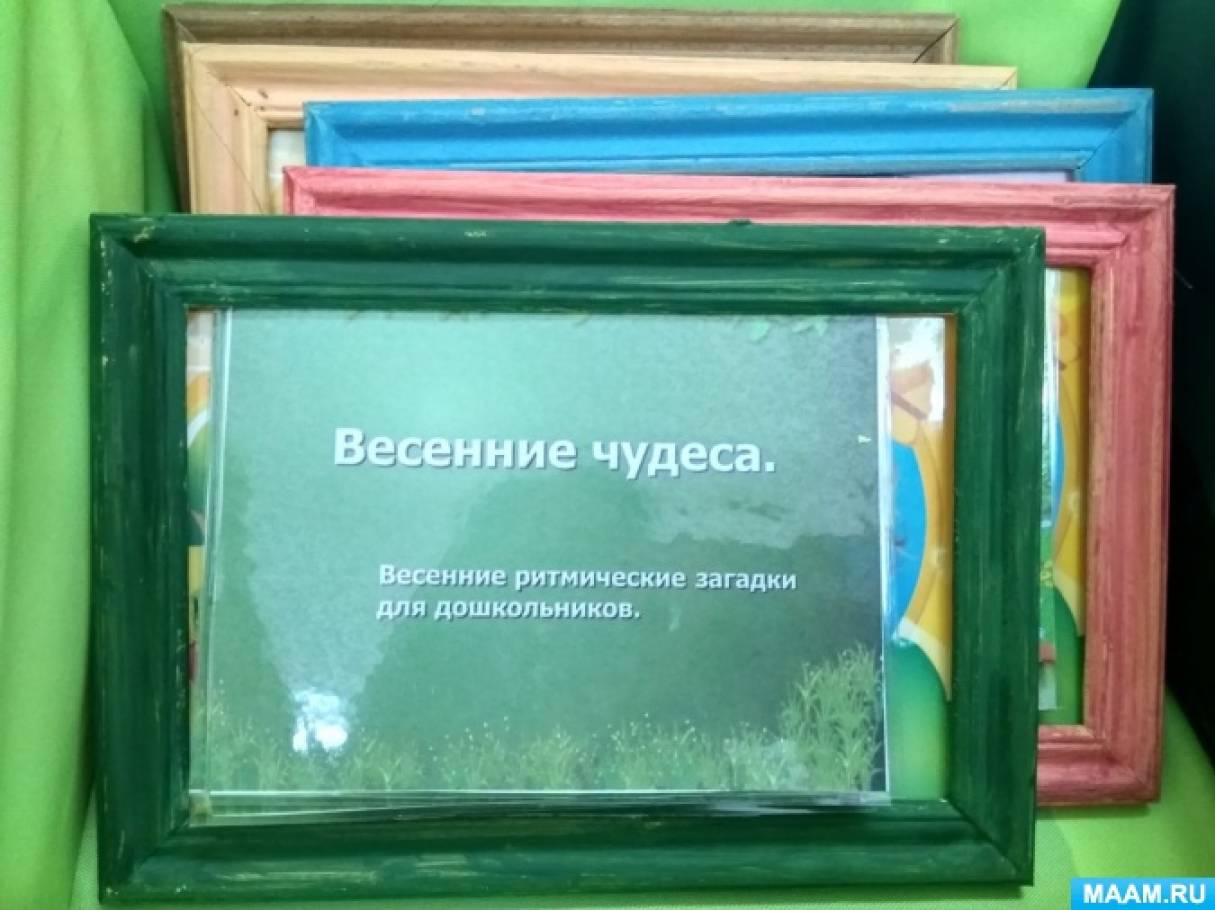 Весенние чудеса.
Весенние ритмические загадки
для дошкольников.
MAAM.RU